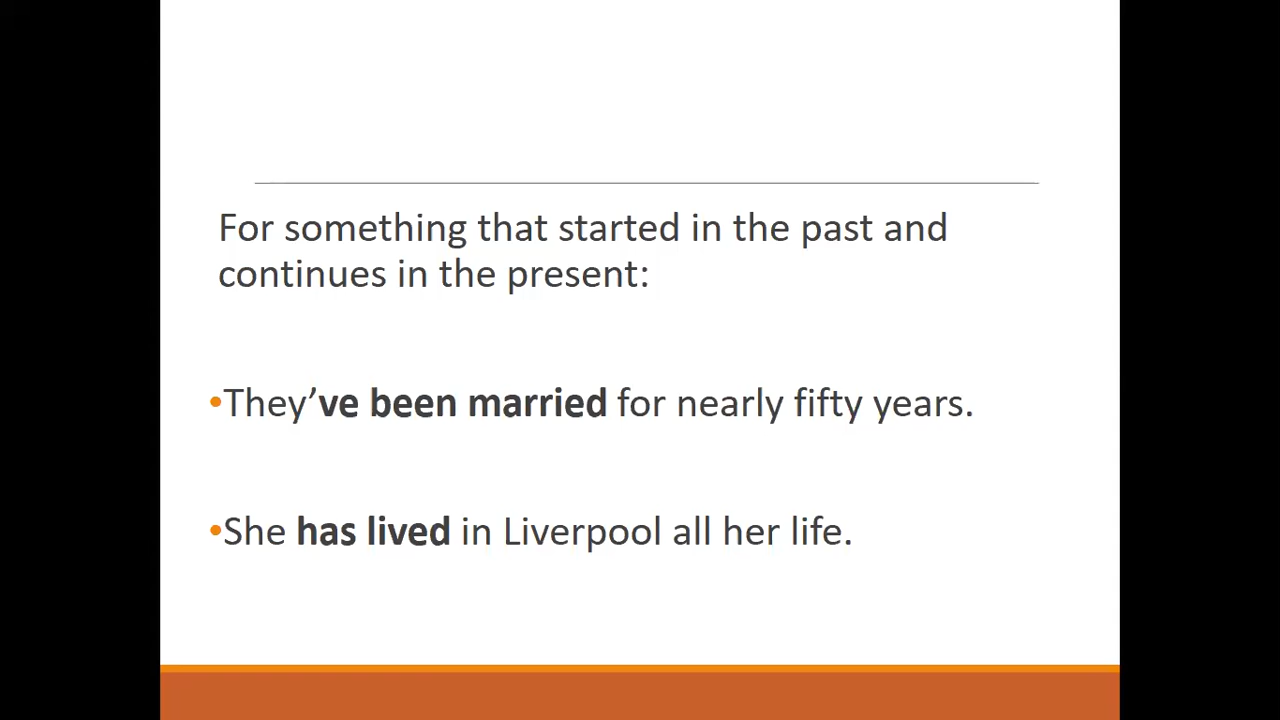 For something that started in the past and
continues in the present:
•They’ve been married for nearly fifty years.
•She has lived in Liverpool all her life.